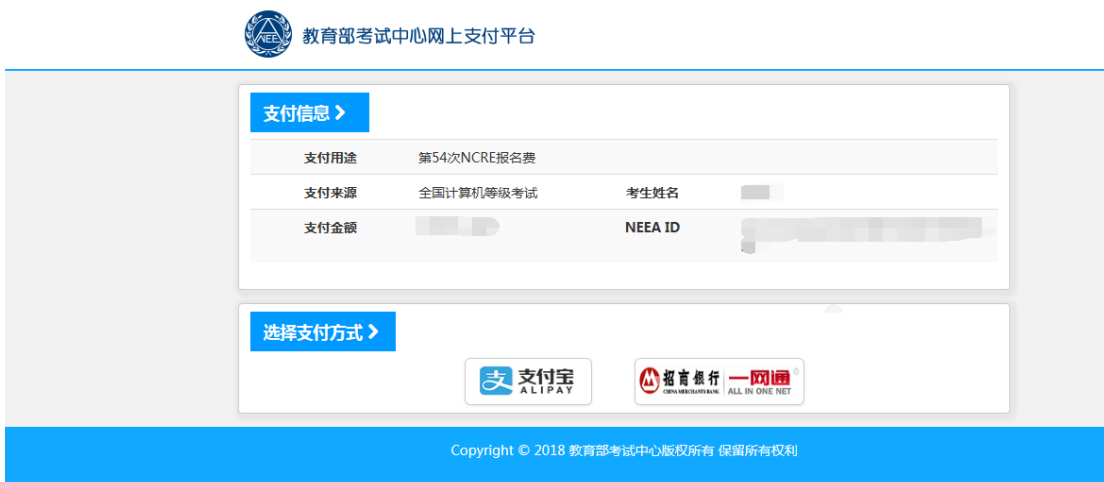 NEEA
教育部考试中心网上支付平台
支付信息
支付用途 第54次NCRE报名费
支付来源 全国计算机等级考试 考生姓名
支付金额 NEEA ID
选择支付方式
支 支付宝 招商银行 一网通
ALIPAY CHINA MERCHANTS BANK ALL IN ONE NET
Copyright © 2018 教育部考试中心版权所有 保留所有权利